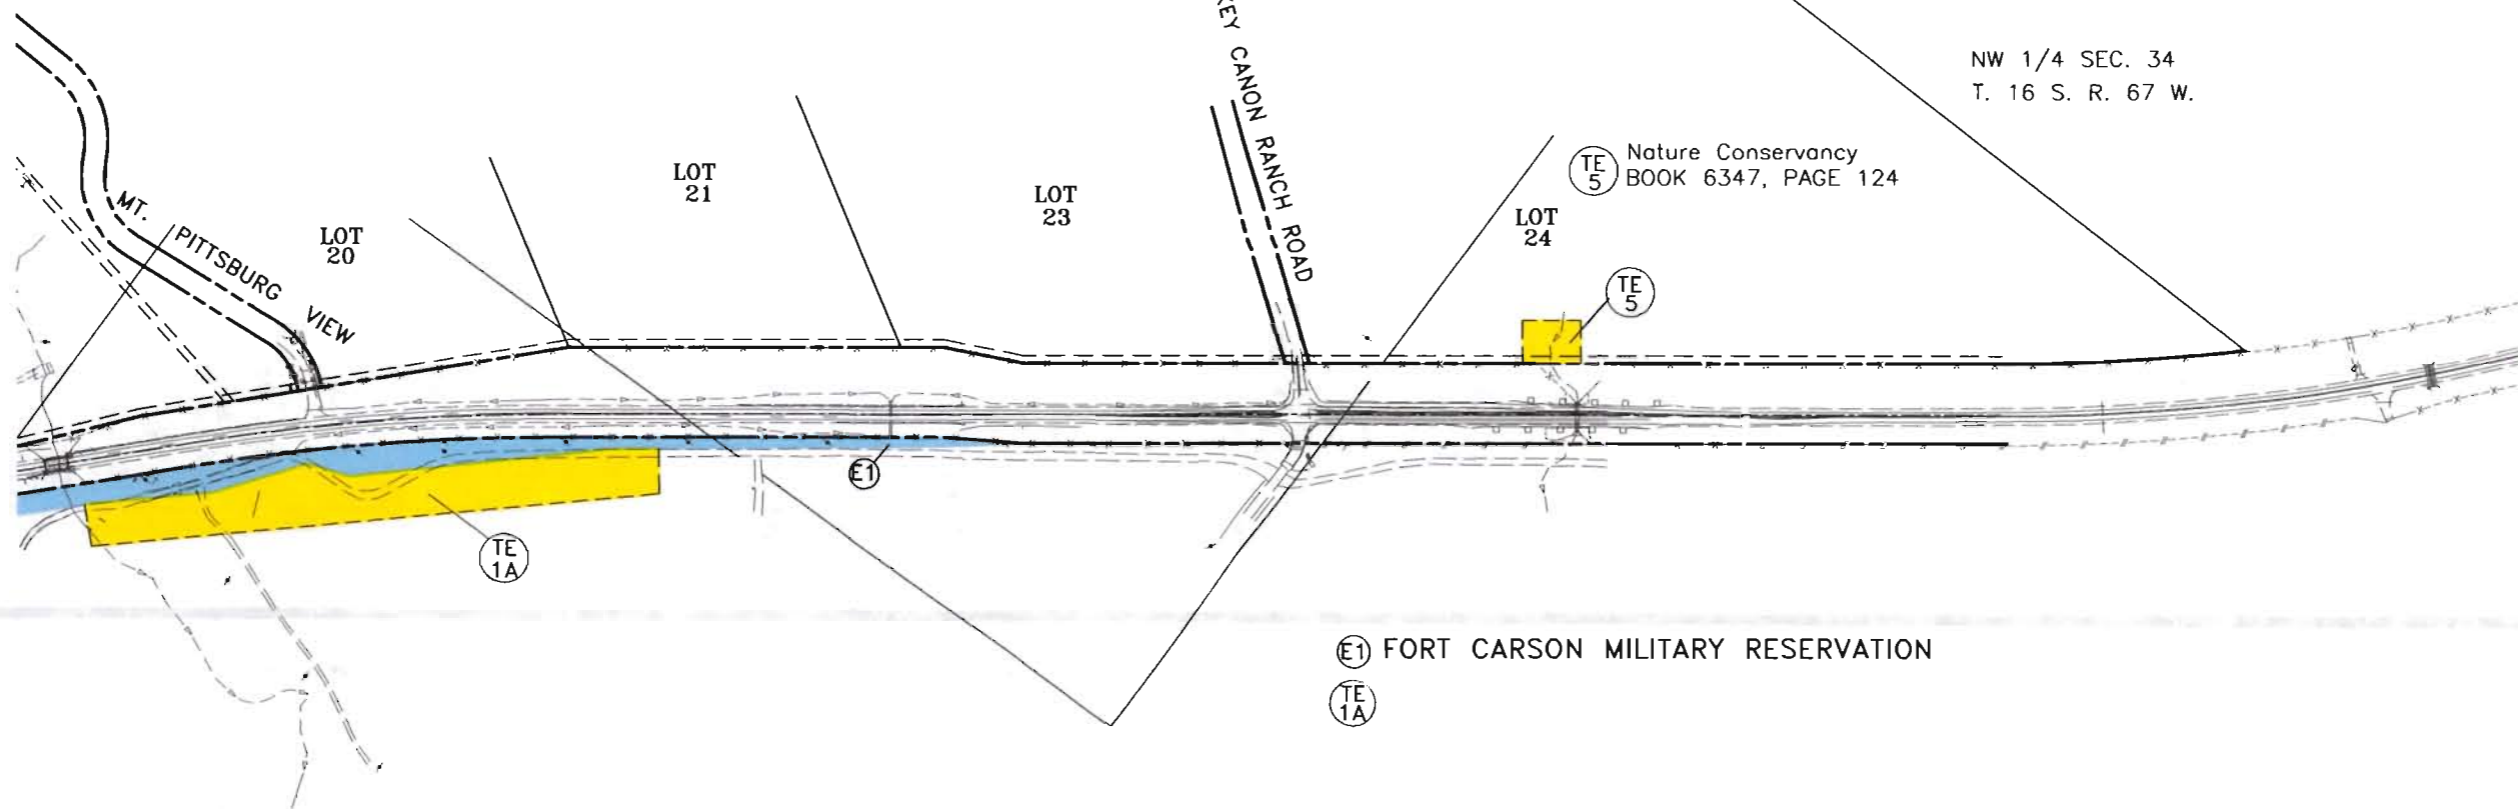 NW 1/4 SEC. 34
T. 16 S. R. 67 W.
CANON RANCH ROAD
TE
5
Nature Conservancy
BOOK 6347, PAGE 124
MT.
PITTSBURG
VIEW
LOT
20
LOT
21
LOT
23
LOT
24
TE
5
E1
TE
1A
E1 FORT CARSON MILITARY RESERVATION
TE
1A